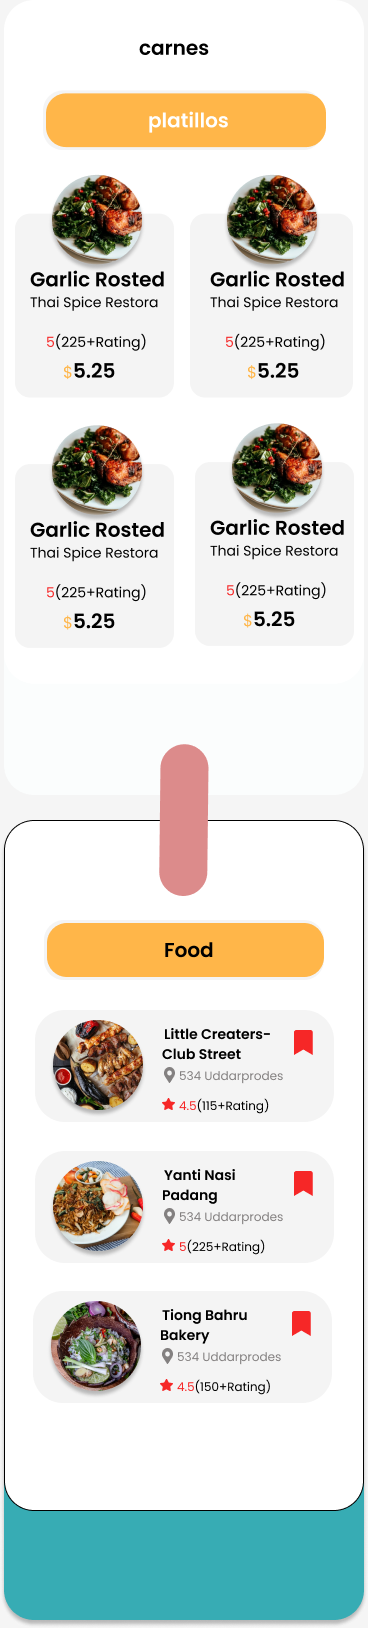 carnes
platillos
Garlic Rosted
Thai Spice Restora
5(225+Rating)
$5.25
Garlic Rosted
Thai Spice Restora
5(225+Rating)
$5.25
Garlic Rosted
Thai Spice Restora
5(225+Rating)
$5.25
Garlic Rosted
Thai Spice Restora
5(225+Rating)
$5.25
Food
Little Creaters-
Club Street
534 Uddarprodes
4.5(115+Rating)
Yanti Nasi
Padang
534 Uddarprodes
5(225+Rating)
Tiong Bahru
Bakery
534 Uddarprodes
4.5(150+Rating)